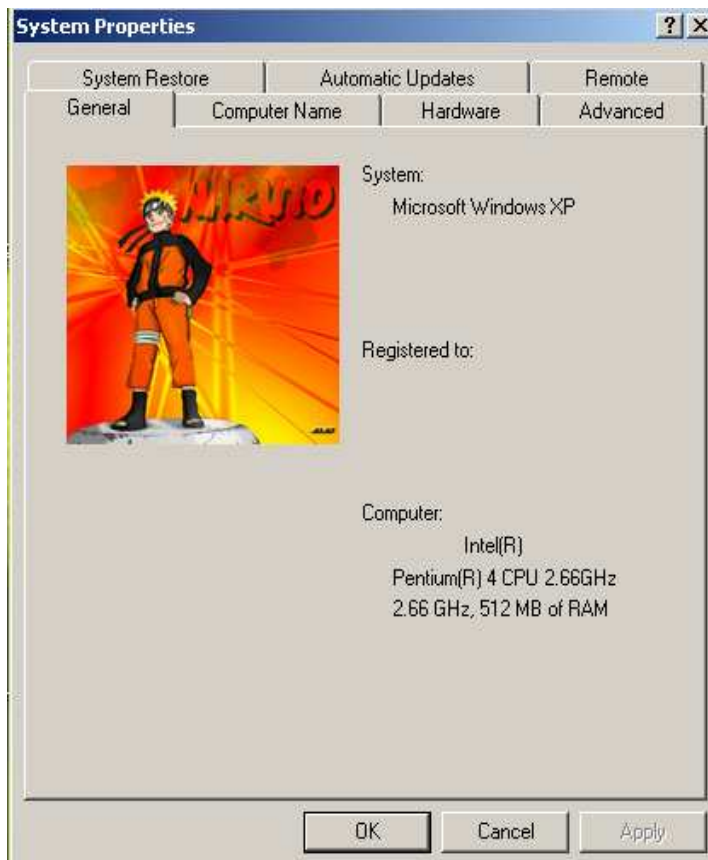 System Properties
System Restore
Automatic Updates
Remote
General
Computer Name
Hardware
Advanced
NARUTO
System:
Microsoft Windows XP
Registered to:
Computer:
Intel(R)
Pentium(R) 4 CPU 2.66GHz
2.66 GHz, 512 MB of RAM
OK
Cancel
Apply